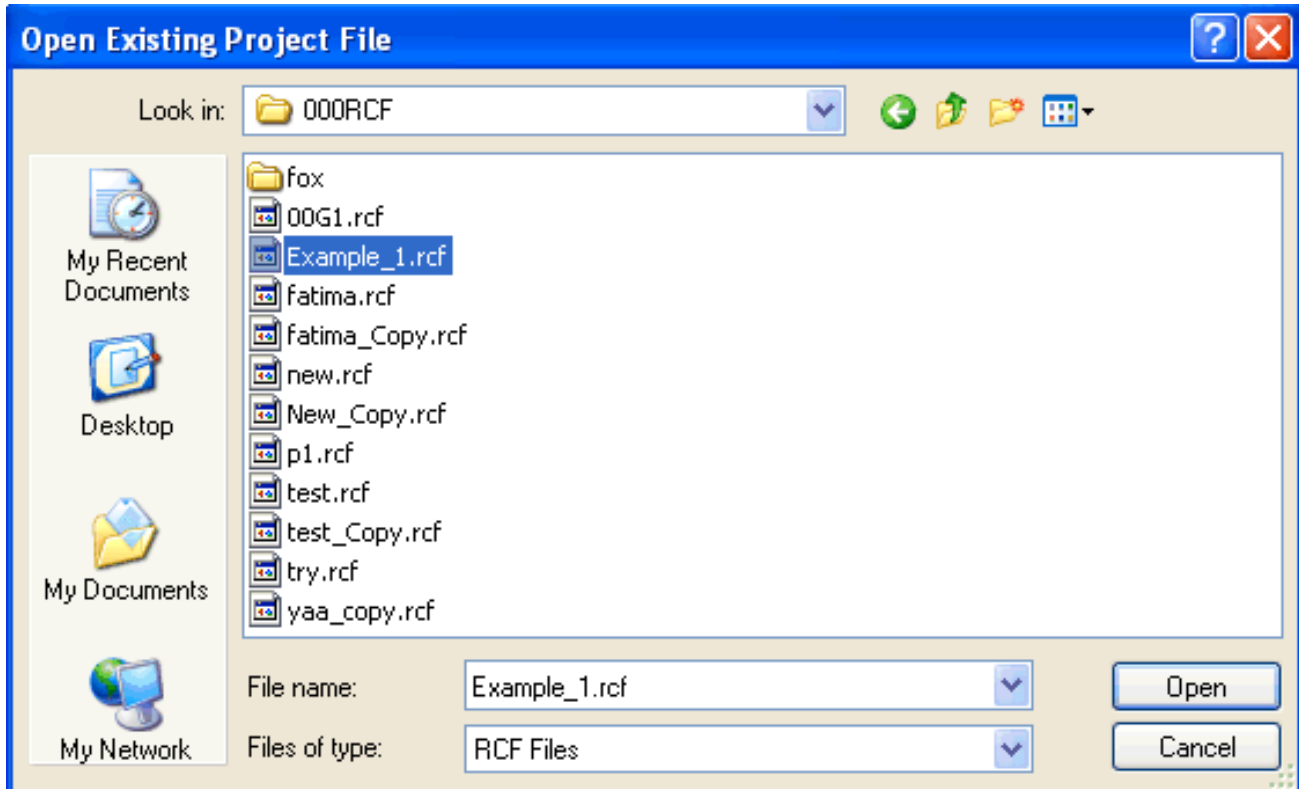 Open Existing Project File
Look in: 000RCF
fox
00G1.rcf
Example_1.rcf
fatima.rcf
fatima_Copy.rcf
new.rcf
New_Copy.rcf
p1.rcf
test.rcf
test_Copy.rcf
try.rcf
yaa_copy.rcf
My Recent
Documents
Desktop
My Documents
My Network
File name: Example_1.rcf Open
Files of type: RCF Files Cancel